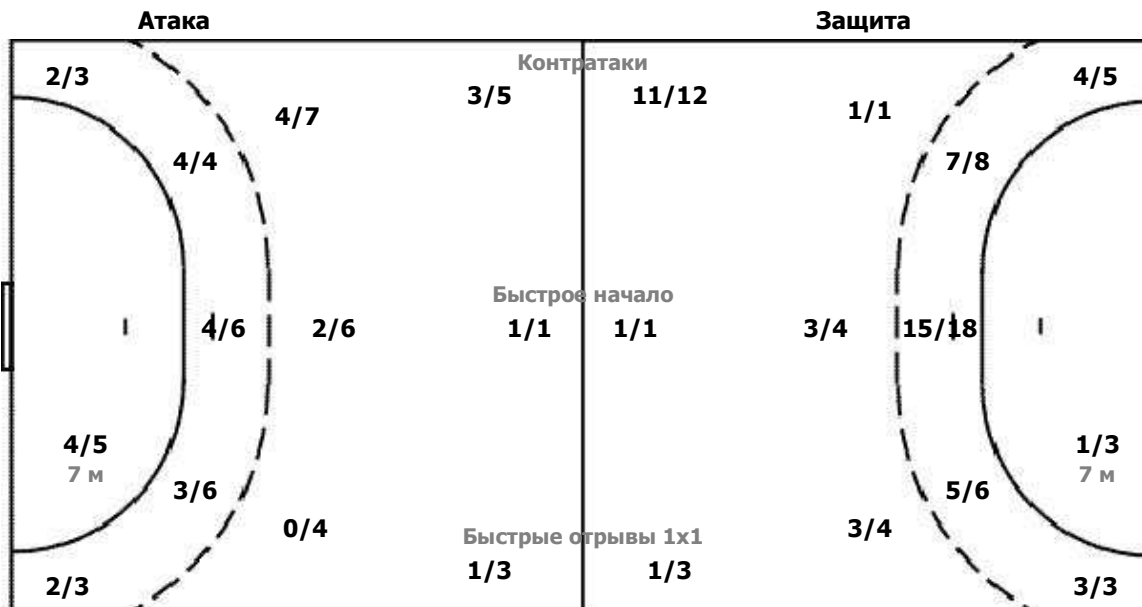 Атака Защита
Контратаки
2/3 3/5 11/12 4/5
4/7 1/1
4/4 7/8
Быстрое начало
4/6 2/6 1/1 1/1 3/4 15/18
4/5 1/3
7 м 7 м
3/6 5/6
0/4 Быстрые отрывы 1x1 3/4
1/3 1/3
2/3 3/3